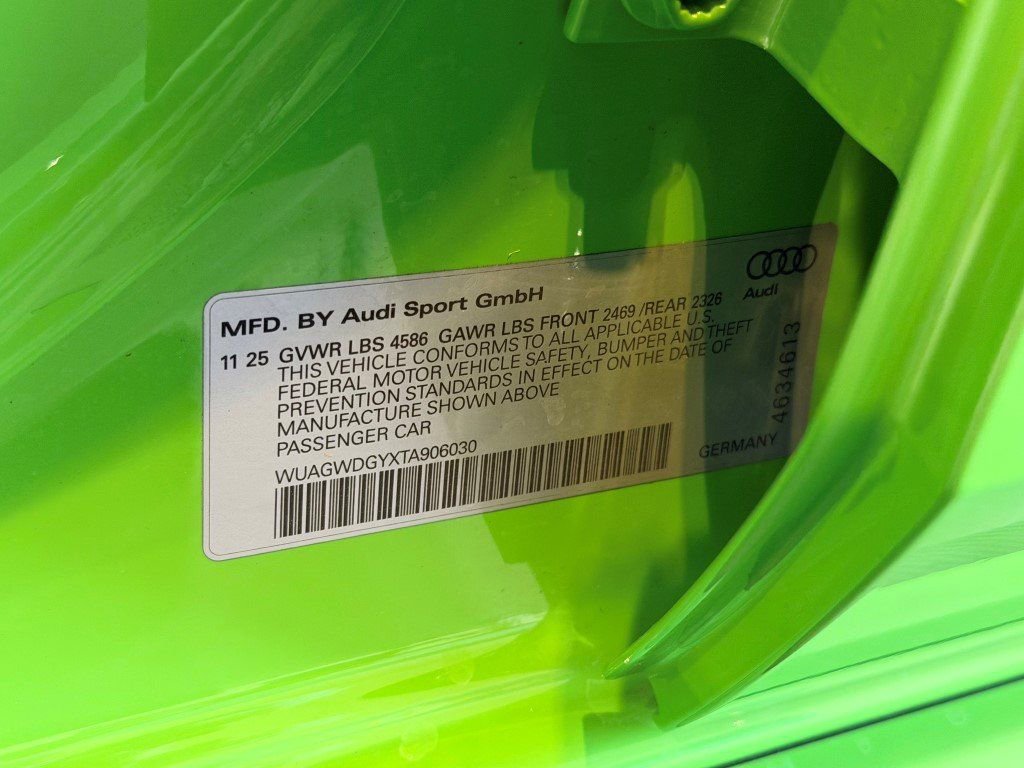 Audi
MFD. BY Audi Sport GmbH
11 25 GVWR LBS 4586 GAWR LBS FRONT 2469 /REAR 2326
THIS VEHICLE CONFORMS TO ALL APPLICABLE U.S.
FEDERAL MOTOR VEHICLE SAFETY, BUMPER AND THEFT
PREVENTION STANDARDS IN EFFECT ON THE DATE OF
MANUFACTURE SHOWN ABOVE
PASSENGER CAR
WUAGWDGYXTA906030
GERMANY
4634613